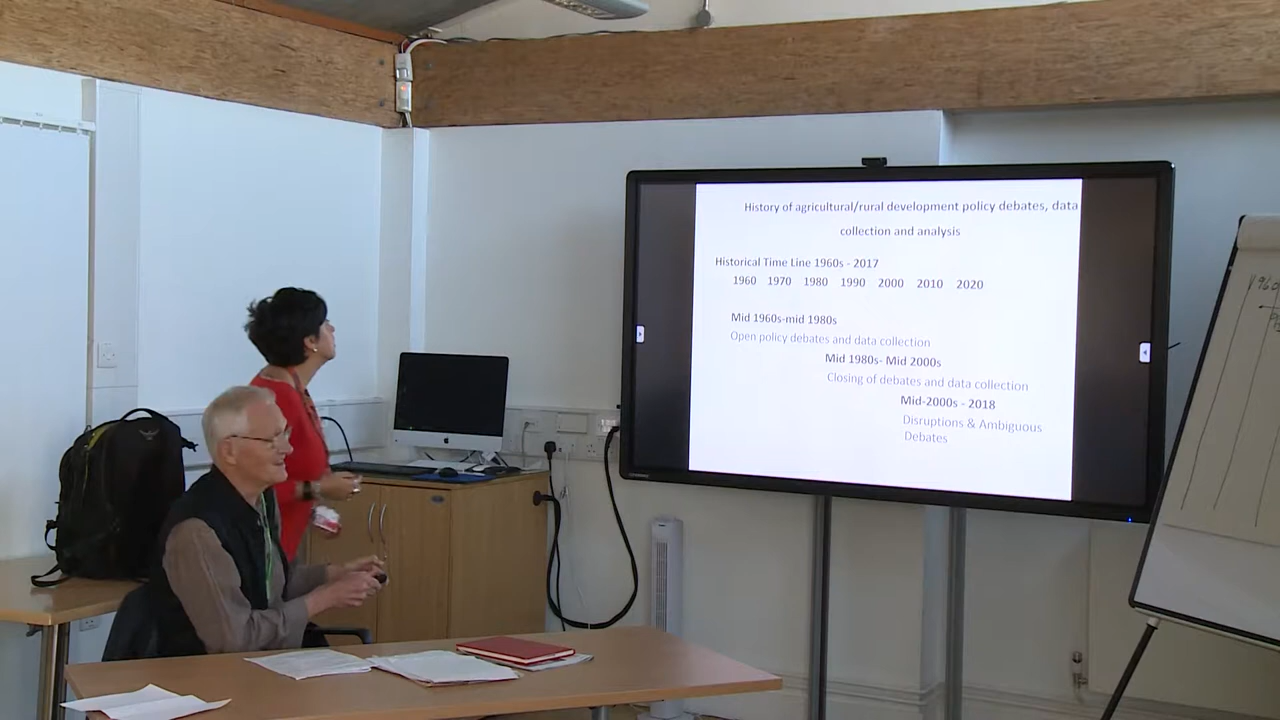 History of agricultural/rural development policy debates, data
collection and analysis
Historical Time Line 1960s - 2017
1960 1970 1980 1990 2000 2010 2020
Mid 1960s-mid 1980s
Open policy debates and data collection
Mid 1980s- Mid 2000s
Closing of debates and data collection
Mid-2000s - 2018
Disruptions & Ambiguous
Debates